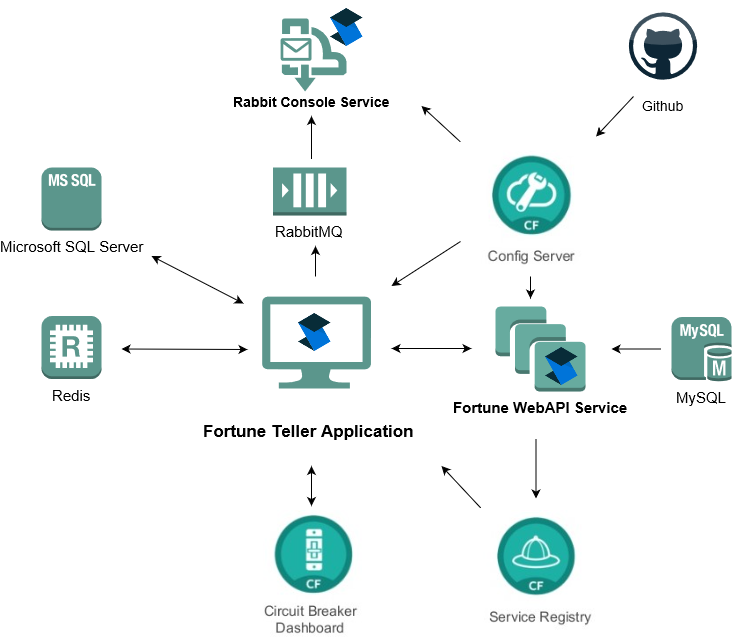 Rabbit Console Service
Github
MS SQL
Microsoft SQL Server
RabbitMQ
CF
Config Server
R
Redis
Fortune Teller Application
Fortune WebAPI Service
MySQL
M
MySQL
CF
Circuit Breaker
Dashboard
CF
Service Registry